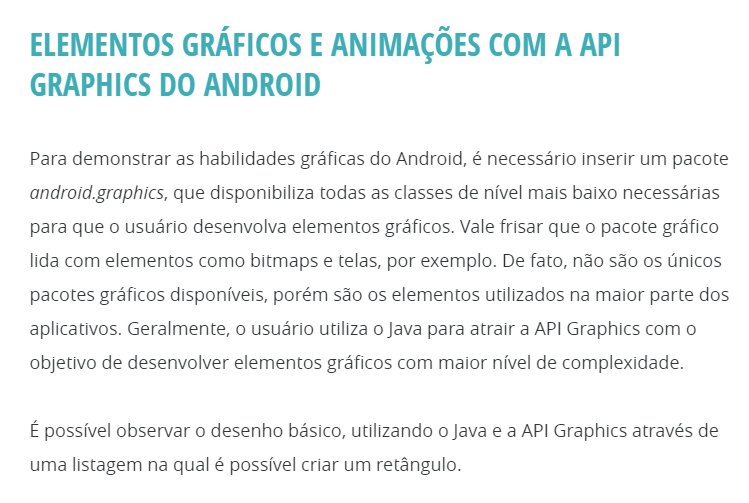 ELEMENTOS GRÁFICOS E ANIMAÇÕES COM A API
GRAPHICS DO ANDROID
Para demonstrar as habilidades gráficas do Android, é necessário inserir um pacote
android.graphics, que disponibiliza todas as classes de nível mais baixo necessárias
para que o usuário desenvolva elementos gráficos. Vale frisar que o pacote gráfico
lida com elementos como bitmaps e telas, por exemplo. De fato, não são os únicos
pacotes gráficos disponíveis, porém são os elementos utilizados na maior parte dos
aplicativos. Geralmente, o usuário utiliza o Java para atrair a API Graphics com o
objetivo de desenvolver elementos gráficos com maior nível de complexidade.
É possível observar o desenho básico, utilizando o Java e a API Graphics através de
uma listagem na qual é possível criar um retângulo.